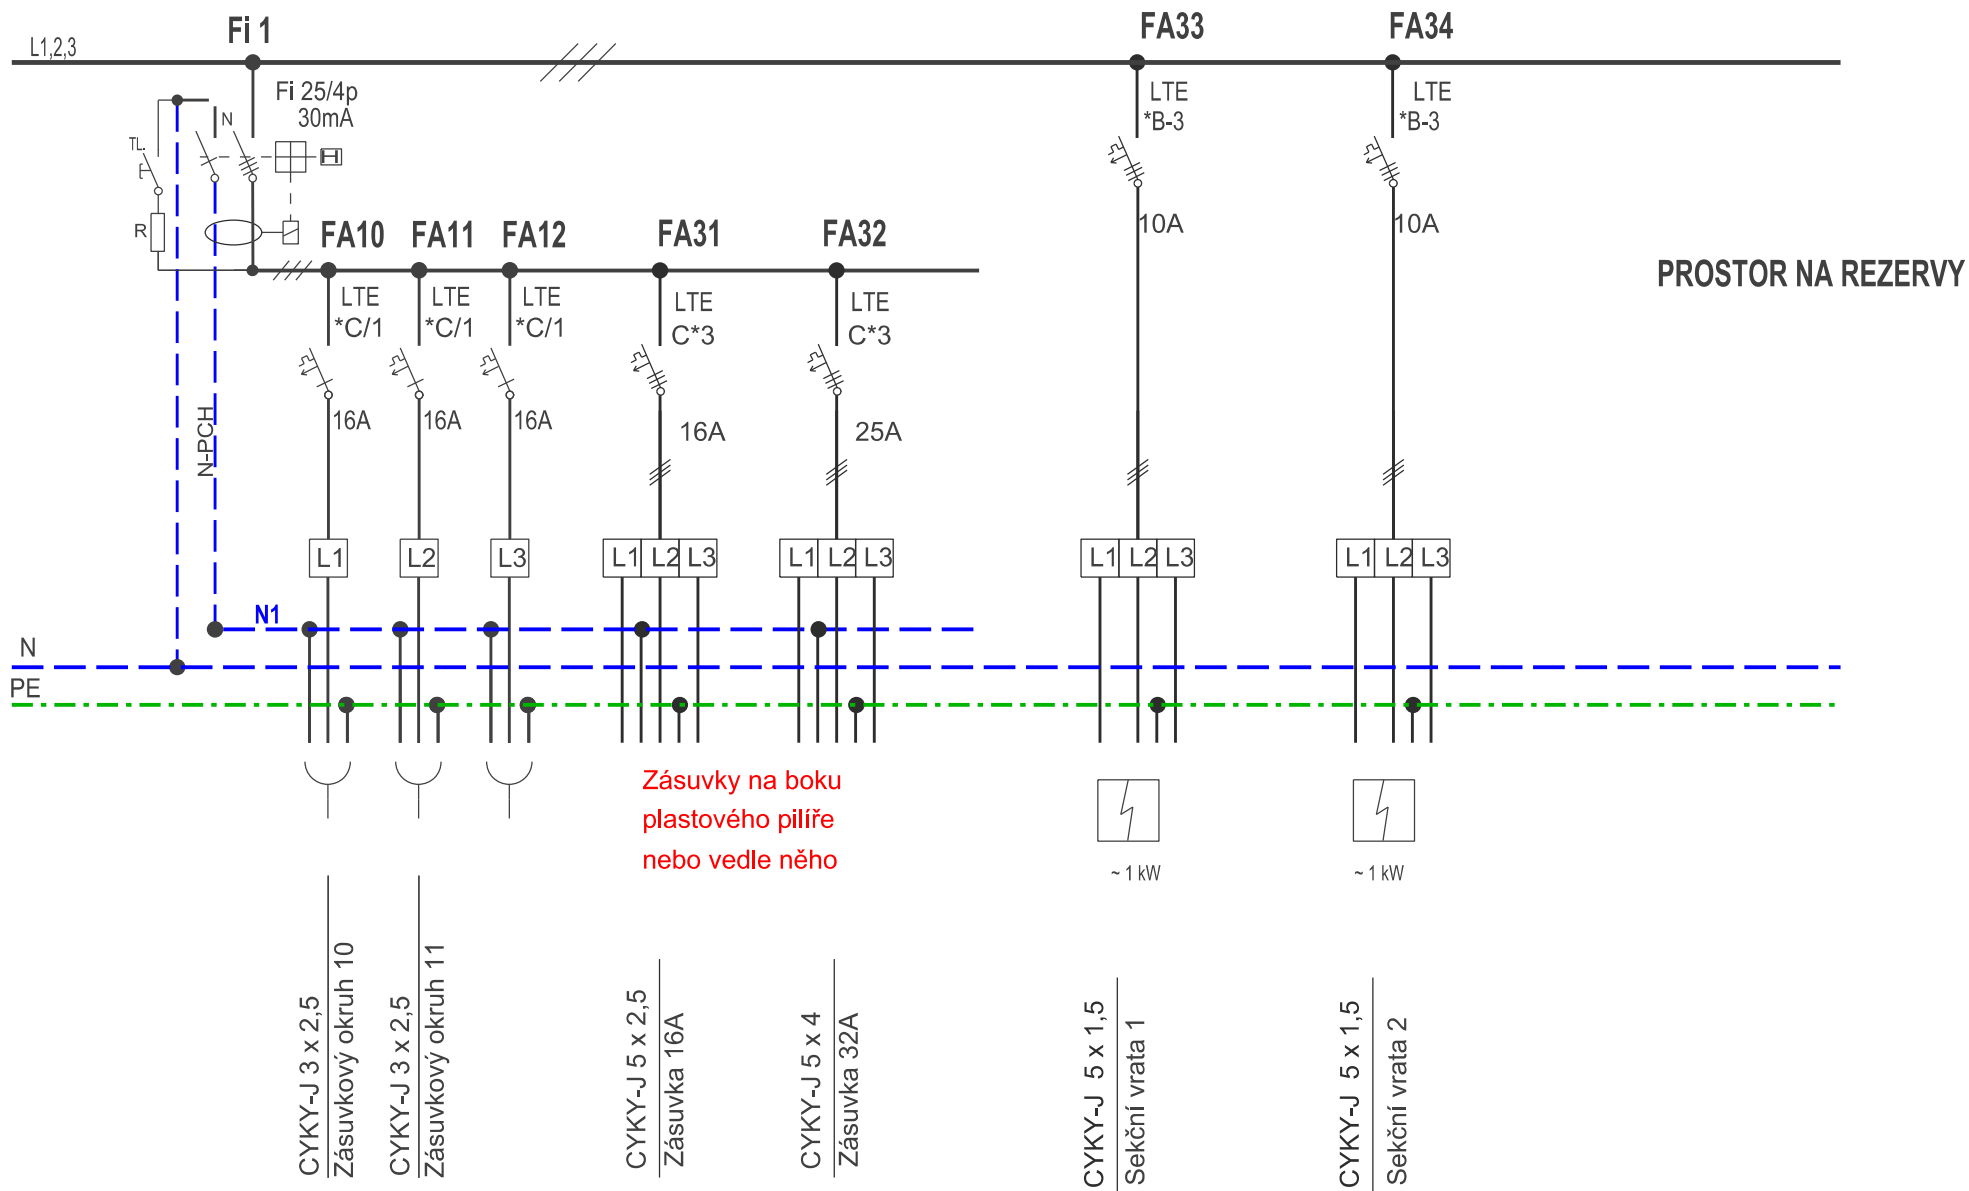 Fi 1
FA33
FA34
L1,2,3
Fi 25/4p
30mA
N
TL.
R
H
LTE
*B-3
10A
LTE
*B-3
10A
PROSTOR NA REZERVY
FA10
FA11
FA12
FA31
FA32
LTE
*C/1
LTE
*C/1
LTE
*C/1
LTE
C*3
LTE
C*3
16A
16A
16A
16A
25A
N-PCH
L1
L2
L3
L1
L2
L3
L1
L2
L3
L1
L2
L3
L1
L2
L3
N1
N
PE
Zásuvky na boku
plastového pilíře
nebo vedle něho
~ 1 kW
~ 1 kW
CYKY-J 3 x 2,5
Zásuvkový okruh 10
CYKY-J 3 x 2,5
Zásuvkový okruh 11
CYKY-J 5 x 2,5
Zásuvka 16A
CYKY-J 5 x 4
Zásuvka 32A
CYKY-J 5 x 1,5
Sekční vrata 1
CYKY-J 5 x 1,5
Sekční vrata 2